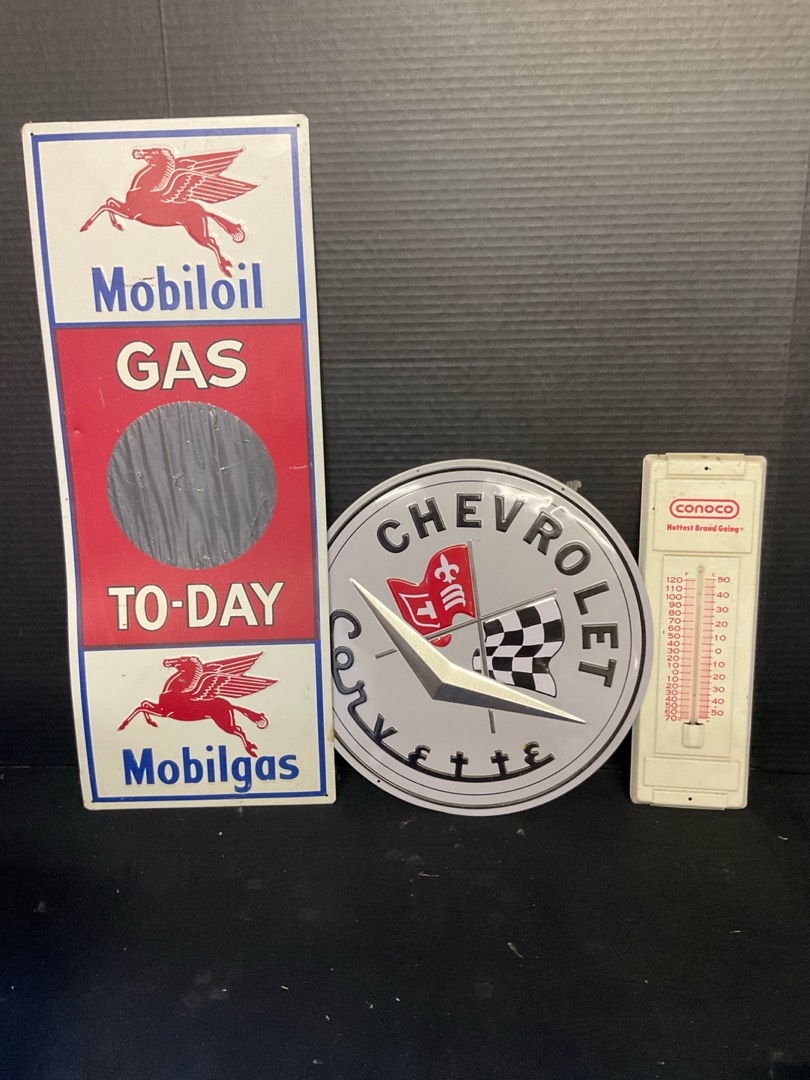 Mobiloil
GAS
TO-DAY
Mobilgas
CHEVROLET
Corvette
CONOCO
Hottest Brand Going®
F C
120 50
110
100 40
90 30
80
70 20
60
50 10
40
30 0
20 10
10
0 20
10
20 30
30
40 40
50
60 50
70